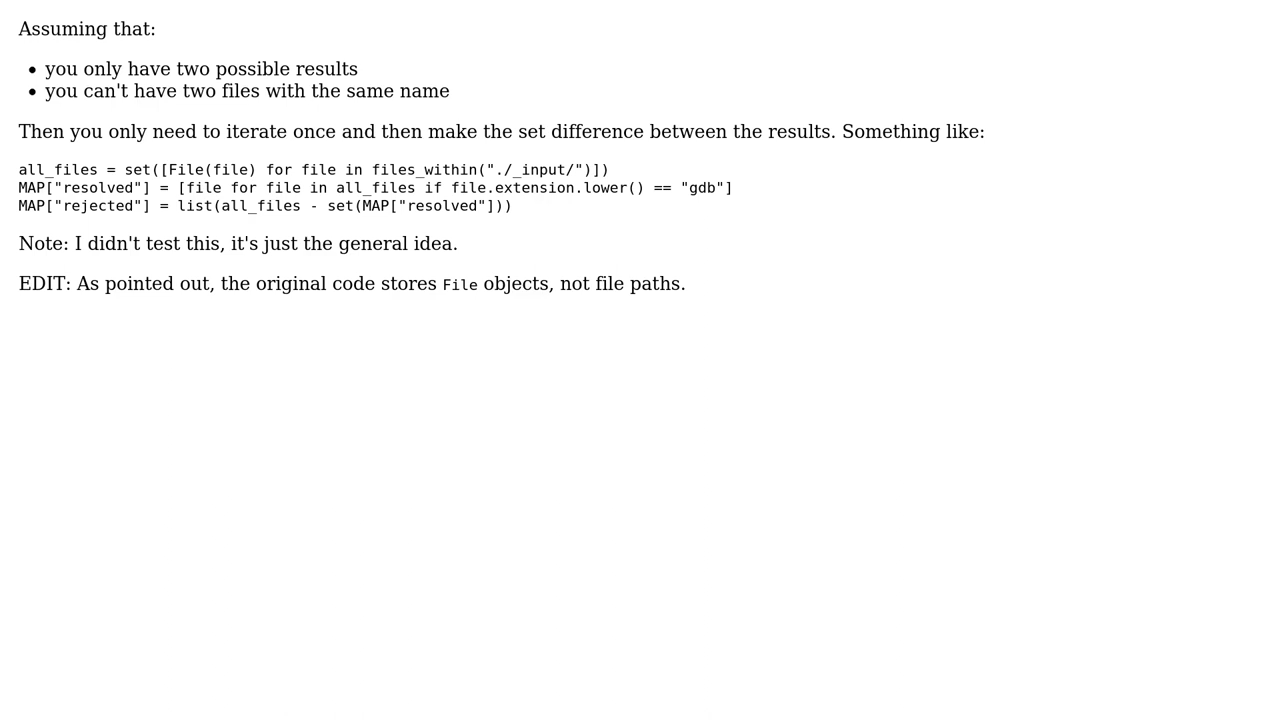 Assuming that:
• you only have two possible results
• you can't have two files with the same name
Then you only need to iterate once and then make the set difference between the results. Something like:
all_files = set([File(file) for file in files_within("./_input/")])
MAP["resolved"] = [file for file in all_files if file.extension.lower() == "gdb"]
MAP["rejected"] = list(all_files - set(MAP["resolved"]))
Note: I didn't test this, it's just the general idea.
EDIT: As pointed out, the original code stores File objects, not file paths.